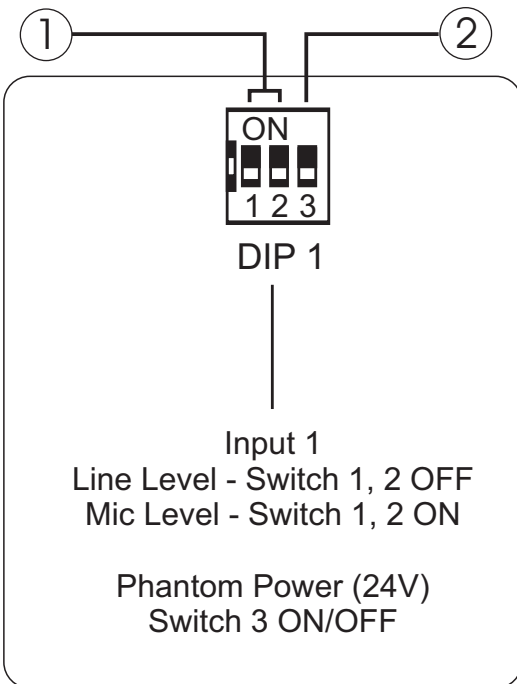 1 2
ON
1 2 3
DIP 1
Input 1
Line Level - Switch 1, 2 OFF
Mic Level - Switch 1, 2 ON
Phantom Power (24V)
Switch 3 ON/OFF